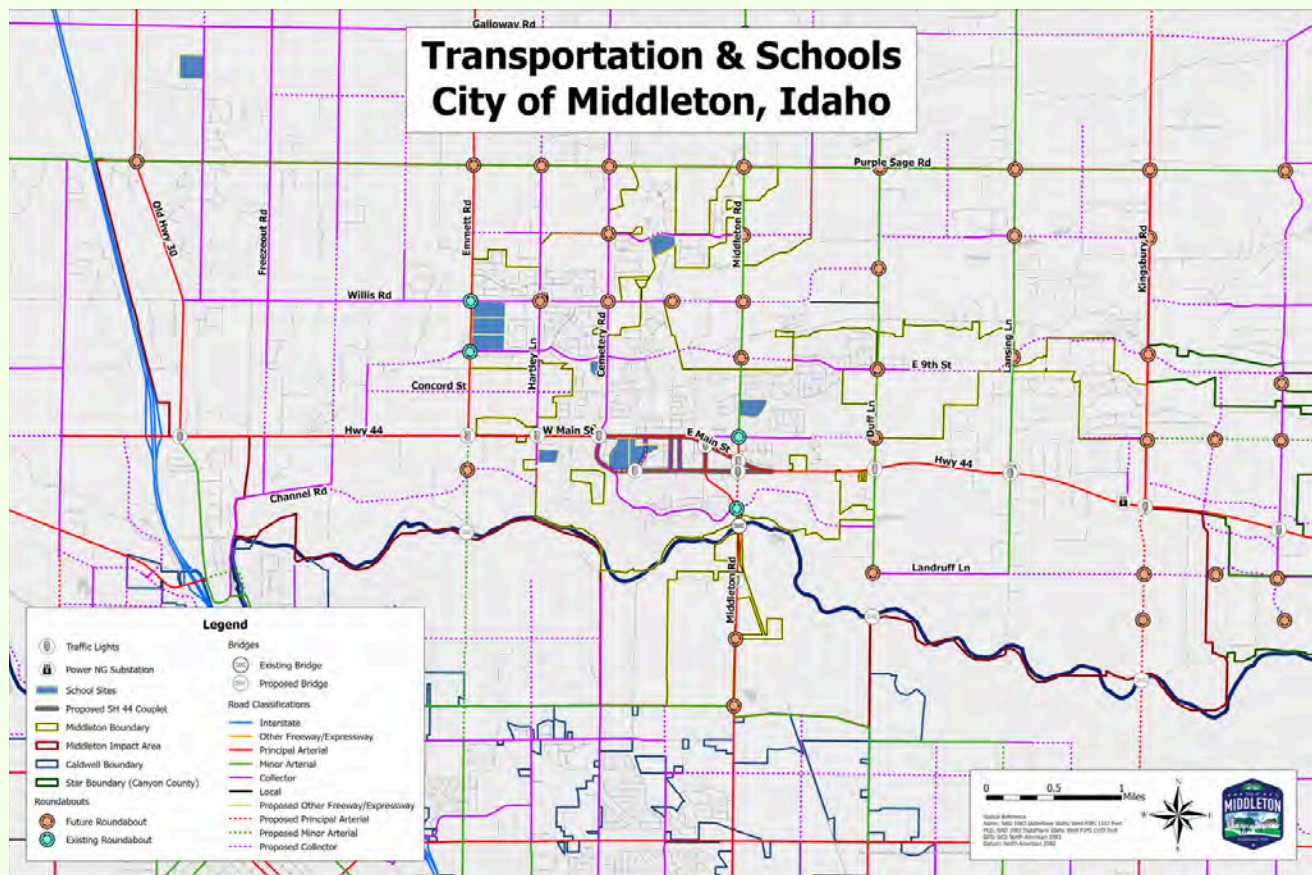 Galloway Rd
Transportation & Schools
City of Middleton, Idaho
Purple Sage Rd
Old Hwy 30
Freezeout Rd
Emmett Rd
Middleton Rd
Kingsbury Rd
Willis Rd
Hartley Ln
Cemetery Rd
Lansing Ln
E 9th St
Concord St
Duff Ln
Hwy 44
W Main St
E Main St
Hwy 44
Channel Rd
Landruff Ln
Middleton Rd
Legend
Traffic Lights
Power NG Substation
School Sites
Proposed SH 44 Couplet
Middleton Boundary
Middleton Impact Area
Caldwell Boundary
Star Boundary (Canyon County)
Roundabouts
Future Roundabout
Existing Roundabout
Bridges
Existing Bridge
Proposed Bridge
Road Classifications
Interstate
Other Freeway/Expressway
Principal Arterial
Minor Arterial
Collector
Local
Proposed Other Freeway/Expressway
Proposed Principal Arterial
Proposed Minor Arterial
Proposed Collector
0 0.5 1
Miles
N
W E
S
MIDDLETON